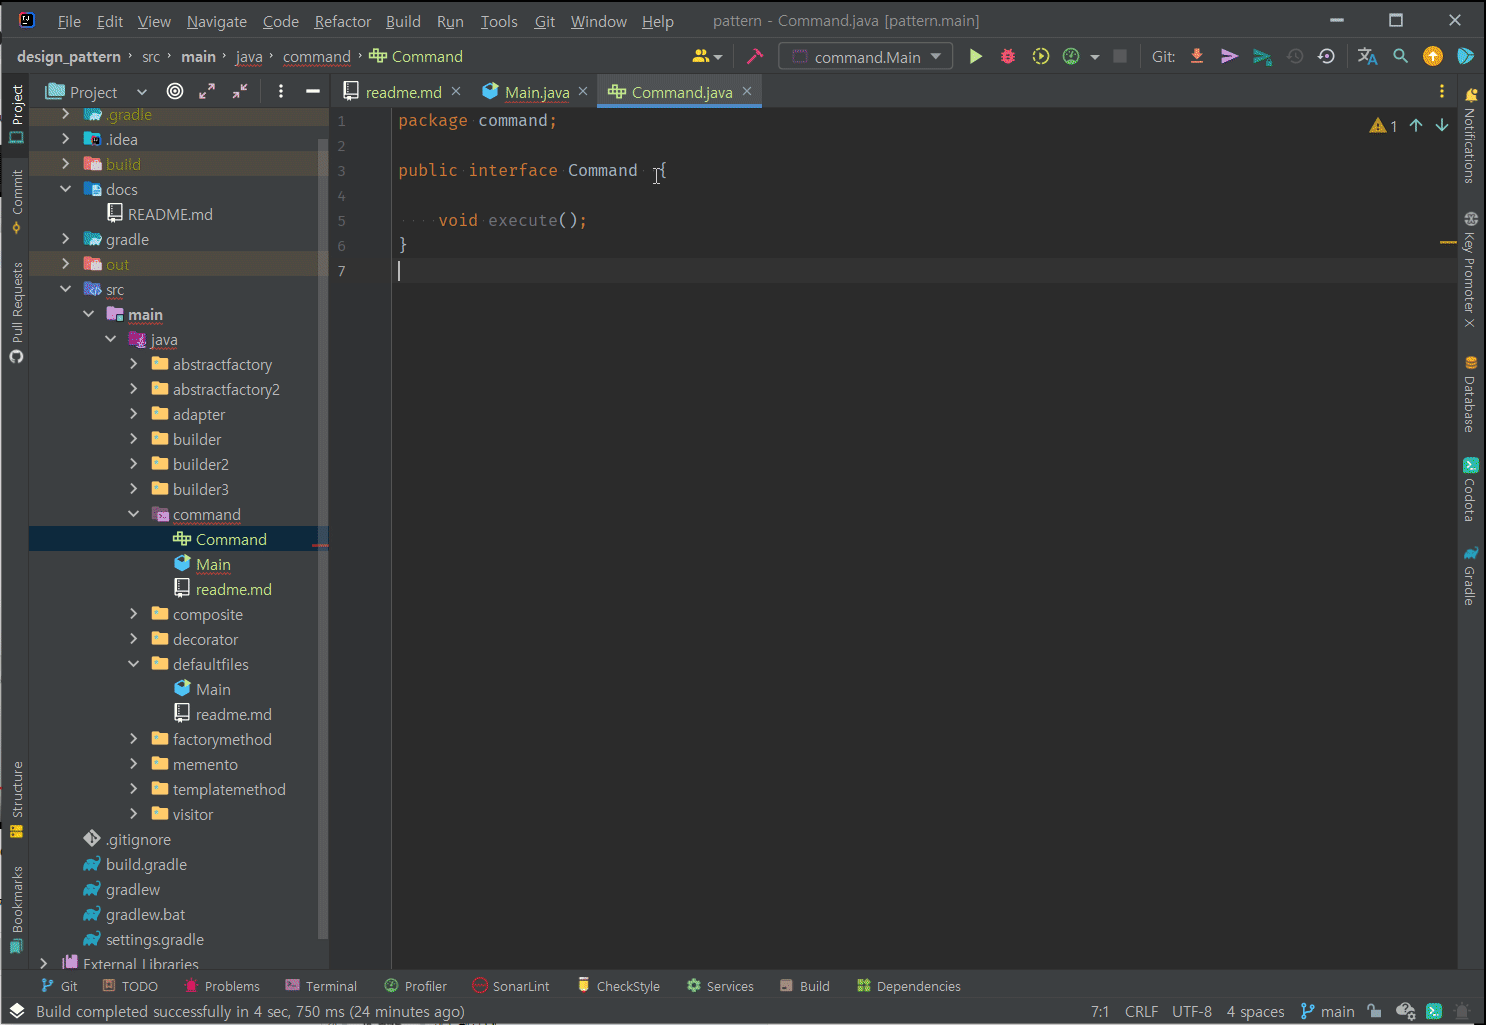 File Edit View Navigate Code Refactor Build Run Tools Git Window Help pattern - Command.java [pattern.main]
design_pattern src main java command Command command.Main Git:
Project
readme.md Main.java Command.java
Project
Commit
Pull Requests
Structure
Bookmarks
.gradle
.idea
build
docs
README.md
gradle
out
src
main
java
abstractfactory
abstractfactory2
adapter
builder
builder2
builder3
command
Command
Main
readme.md
composite
decorator
defaultfiles
Main
readme.md
factorymethod
memento
templatemethod
visitor
.gitignore
build.gradle
gradlew
gradlew.bat
settings.gradle
External Libraries
1 package command;
2
3 public interface Command {
4
5 void execute();
6 }
7
1
Notifications
Key Promoter X
Database
Codota
Gradle
Git TODO Problems Terminal Profiler SonarLint CheckStyle Services Build Dependencies
Build completed successfully in 4 sec, 750 ms (24 minutes ago) 7:1 CRLF UTF-8 4 spaces main